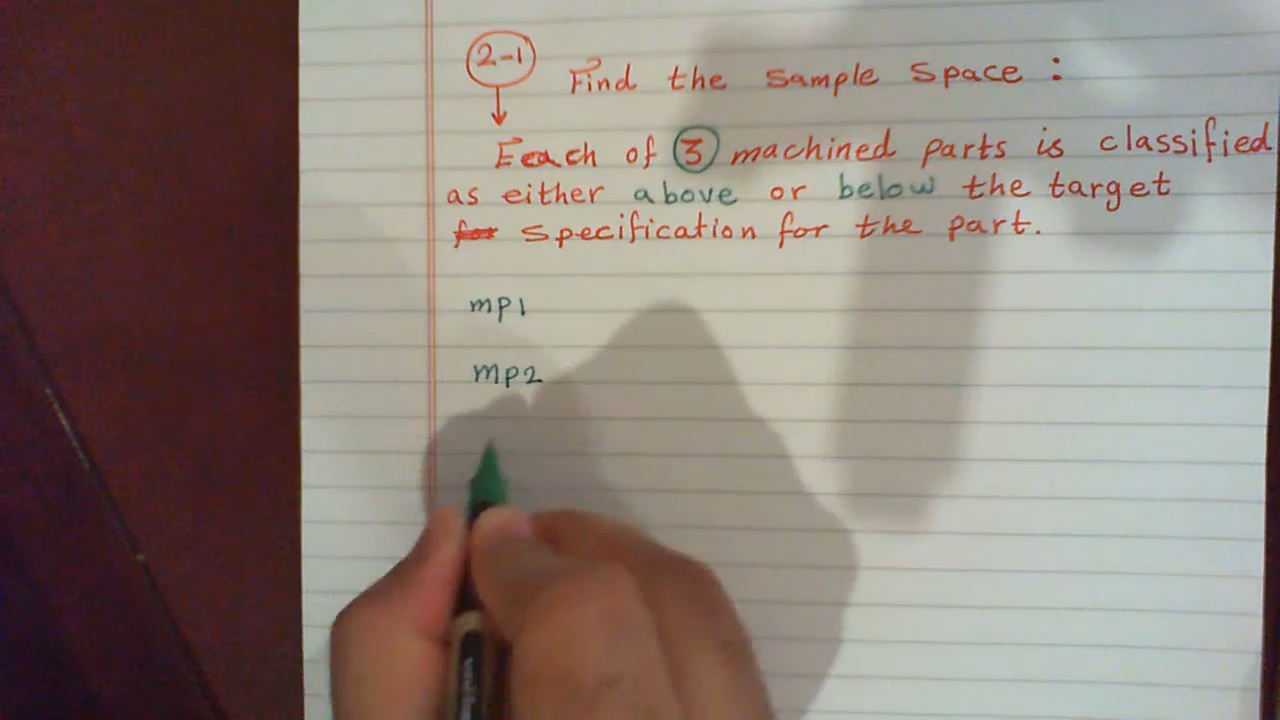 2-1 Find the sample space :
Each of 3 machined parts is classified
as either above or below the target
for specification for the part.
mp1
mp2